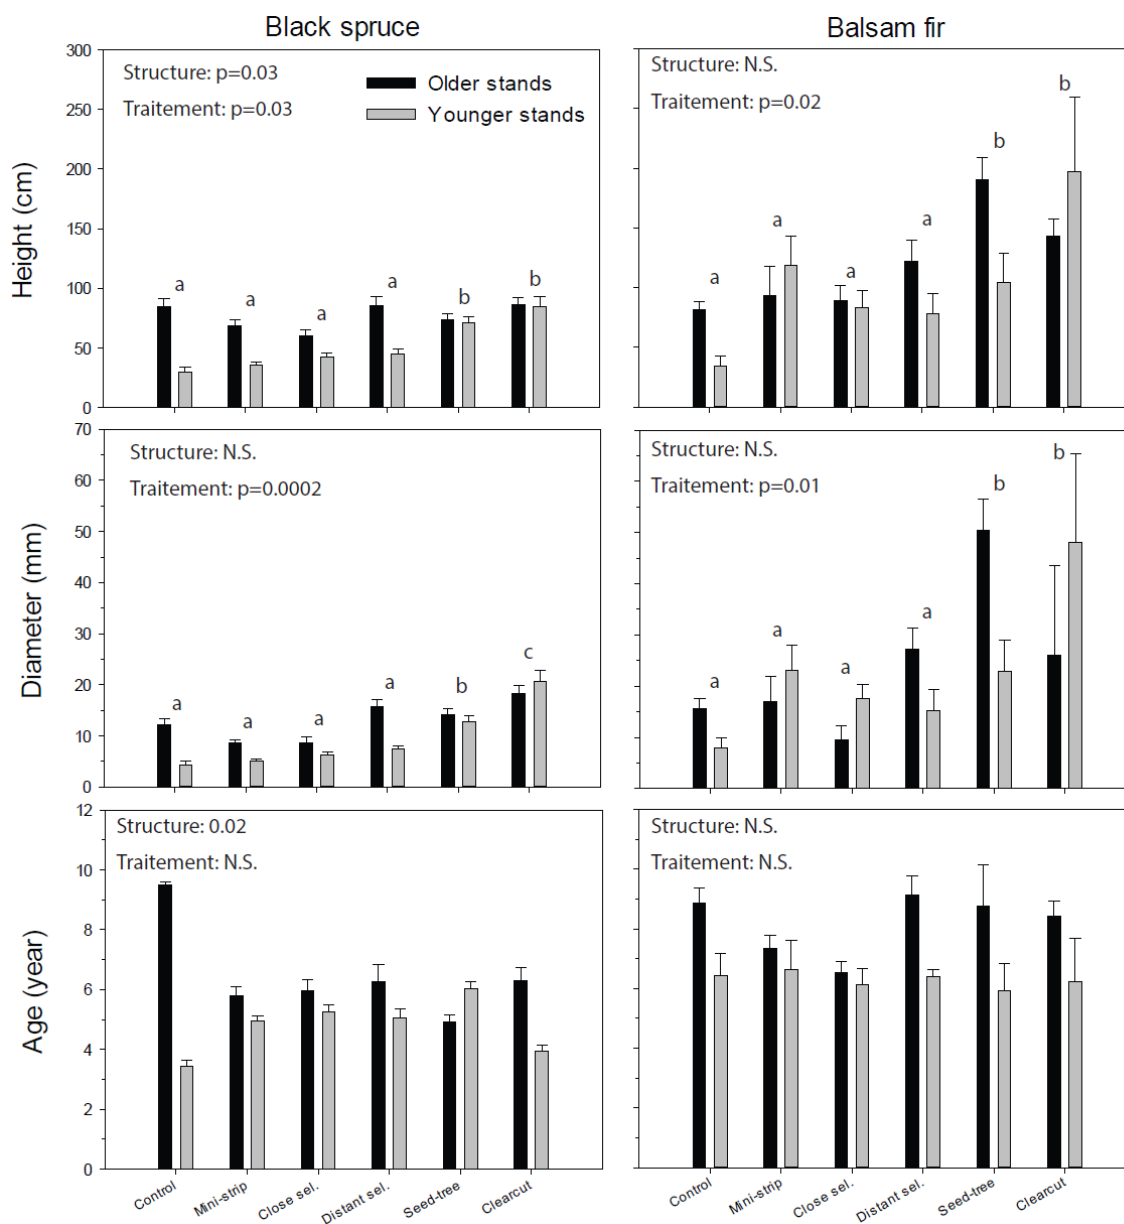 Black spruce
Balsam fir
Height (cm)
300
250
200
150
100
50
0
Structure: p=0.03
Traitement: p=0.03
Older stands
Younger stands
a
a
a
a
b
b
Structure: N.S.
Traitement: p=0.02
a
a
a
a
b
b
Diameter (mm)
70
60
50
40
30
20
10
0
Structure: N.S.
Traitement: p=0.0002
a
a
a
a
b
c
Structure: N.S.
Traitement: p=0.01
a
a
a
a
b
b
Age (year)
12
10
8
6
4
2
0
Structure: 0.02
Traitement: N.S.
Structure: N.S.
Traitement: N.S.
Control
Mini-strip
Close sel.
Distant sel.
Seed-tree
Clearcut
Control
Mini-strip
Close sel.
Distant sel.
Seed-tree
Clearcut